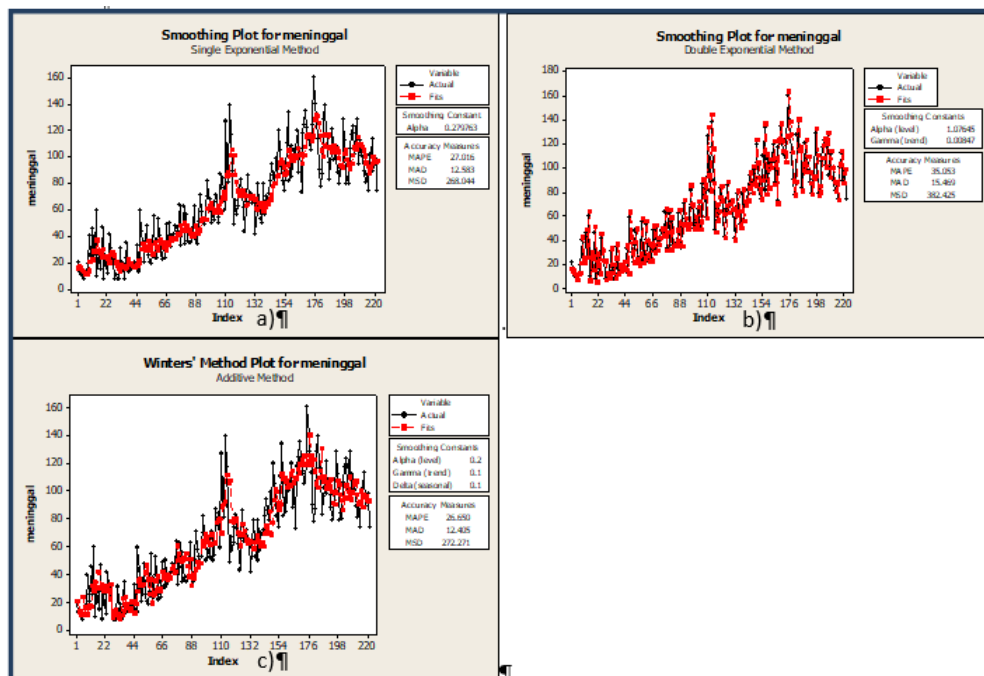 Smoothing Plot for meninggal
Single Exponential Method
160
140
120
100
80
60
40
20
0
meninggal
1 22 44 66 88 110 132 154 176 198 220
Index
a)¶
Variable
Actual
Fits
Smoothing Constant
Alpha 0.279763
Accuracy Measures
MAPE 27.016
MAD 12.583
MSD 268.044
Smoothing Plot for meninggal
Double Exponential Method
180
160
140
120
100
80
60
40
20
0
meninggal
1 22 44 66 88 110 132 154 176 198 220
Index
b)¶
Variable
Actual
Fits
Smoothing Constants
Alpha (level) 1.07645
Gamma (trend) 0.00847
Accuracy Measures
MAPE 35.053
MAD 15.469
MSD 382.425
Winters' Method Plot for meninggal
Additive Method
160
140
120
100
80
60
40
20
0
meninggal
1 22 44 66 88 110 132 154 176 198 220
Index
c)¶
Variable
Actual
Fits
Smoothing Constants
Alpha (level) 0.2
Gamma (trend) 0.1
Delta (seasonal) 0.1
Accuracy Measures
MAPE 26.650
MAD 12.405
MSD 272.271
¶